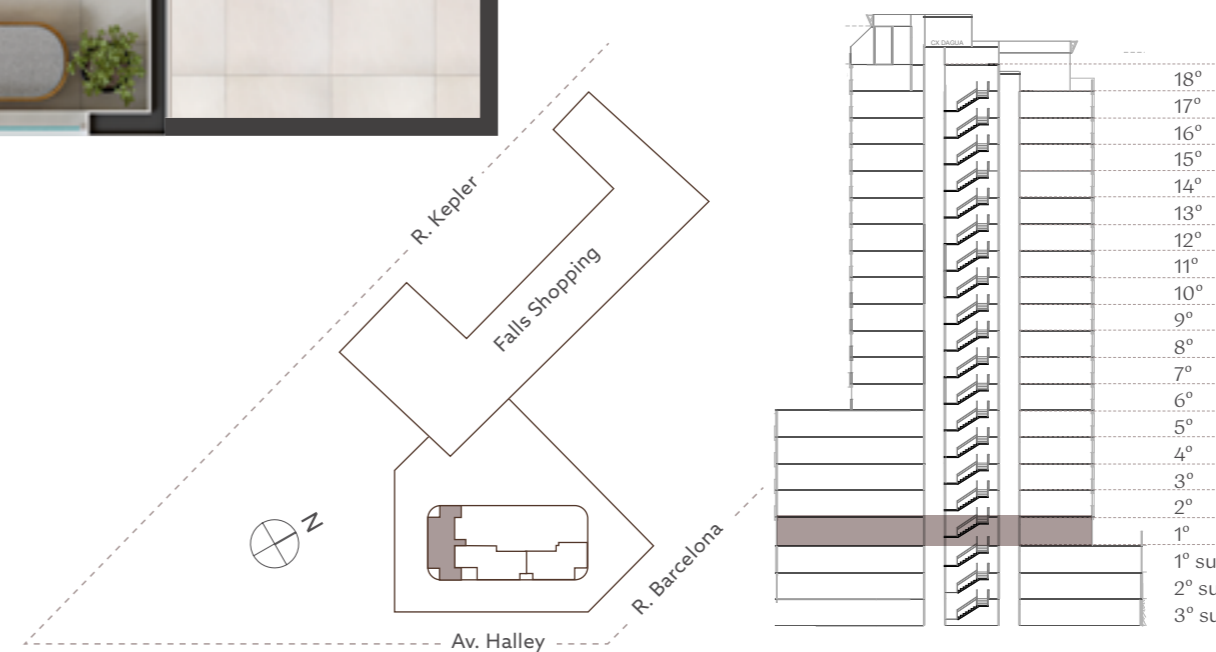 CX DAGUA
18º
17º
16º
15º
14º
13º
12º
11º
10º
9º
8º
7º
6º
5º
4º
3º
2º
1º
1º su
2º su
3º su
R. Kepler
Falls Shopping
N
R. Barcelona
Av. Halley